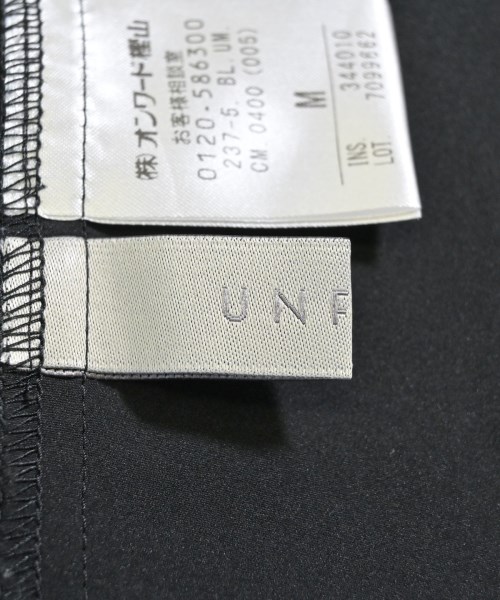 (株)オンワード樫山
お客様相談室
0120-586300
237-5. BL.UM.
CM 0400 (005)
M
INS. 344010
LOT. 7099862
UNF